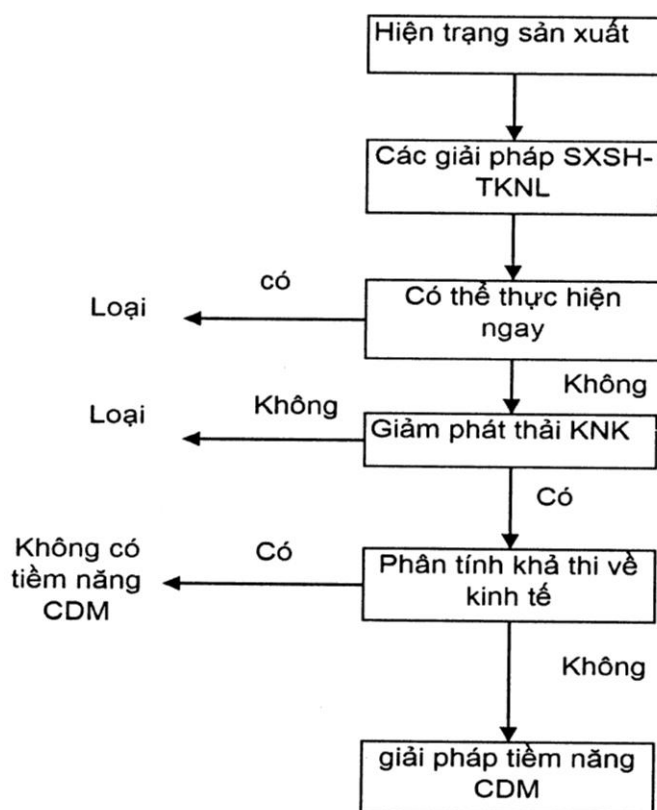 Hiện trạng sản xuất
Các giải pháp SXSH-
TKNL
Có thể thực hiện
ngay
có
Loại
Không
Giảm phát thải KNK
Không
Loại
Có
Phân tính khả thi về
kinh tế
Có
Không có
tiềm năng
CDM
Không
giải pháp tiềm năng
CDM